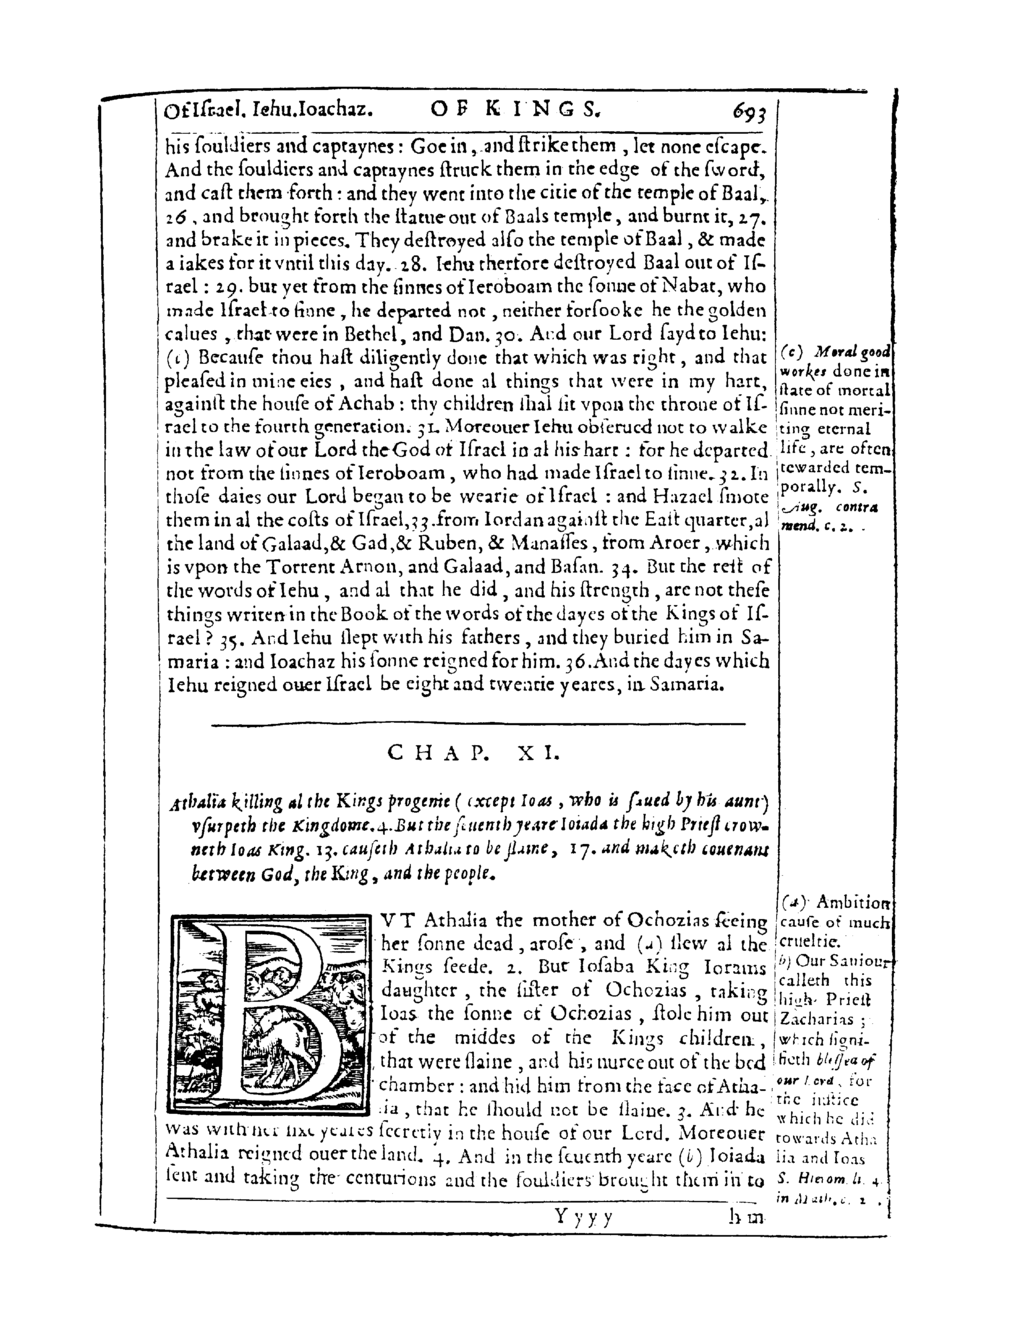 Of Iſrael. Iehu. Ioachaz. OF KINGS. 693
his ſouldiers and captaynes : Goe in, and ſtrike them , let none eſcape.
And the ſouldiers and captaynes ſtruck them in the edge of the ſword,
and caſt them forth : and they went into the citie of the temple of Baal,
26 , and brought forth the ſtatue out of Baals temple, and burnt it, 27.
and brake it in pieces. They deſtroyed alſo the temple of Baal , & made
a iakes for it vntil this day. 28. Iehu therfore deſtroyed Baal out of Iſ-
rael : 29. but yet from the ſinnes of Ieroboam the ſonne of Nabat, who
made Iſrael to ſinne , he departed not , neither forſooke he the golden
calues , that were in Bethel, and Dan. 30. And our Lord ſayd to Iehu:
(c) Becauſe thou haſt diligently done that which was right , and that
pleaſed in mine eies , and haſt done al things that were in my hart,
againſt the houſe of Achab : thy children ſhal ſit vpon the throne of Iſ-
rael to the fourth generation. 31. Moreouer Iehu obſerued not to walke
in the law of our Lord the God of Iſrael in al his hart : for he departed
not from the ſinnes of Ieroboam , who had made Iſrael to ſinne. 32. In
thoſe daies our Lord began to be wearie of Iſrael : and Hazael ſmote
them in al the coſts of Iſrael, 33. from Iordan againſt the Eaſt quarter, al
the land of Galaad, & Gad, & Ruben, & Manaſſes , from Aroer , which
is vpon the Torrent Arnon, and Galaad, and Baſan. 34. But the reſt of
the words of Iehu , and al that he did , and his ſtrength , are not theſe
things writen in the Book of the words of the dayes of the Kings of Iſ-
rael ? 35. And Iehu ſlept with his fathers , and they buried him in Sa-
maria : and Ioachaz his ſonne reigned for him. 36. And the dayes which
Iehu reigned ouer Iſrael be eight and twentie yeares, in Samaria.
(c) Moral good
workes done in
ſtate of mortal
ſinne not meri-
ting eternal
life , are often
rewarded tem-
porally. S.
Aug. contra
mend. c. 2.
CHAP. XI.
Athalia killing al the Kings progenie ( except Ioas , who is ſaued by his aunt )
vſurpeth the Kingdome. 4. But the ſeuenth yeare Ioiada the high Prieſt crow-
neth Ioas King. 13. cauſeth Athalia to be ſlaine, 17. and maketh couenant
between God, the King, and the people.
BVT Athalia the mother of Ochozias ſeeing
her ſonne dead , aroſe , and (a) ſlew al the
Kings ſeede. 2. But Ioſaba King Iorams
daughter , the ſiſter of Ochozias , taking
Ioas the ſonne of Ochozias , ſtole him out
of the middes of the Kings children ,
that were ſlaine , and his nurce out of the bed
chamber : and hid him from the face of Atha-
lia , that he ſhould not be ſlaine. 3. And he
was with her ſixe yeares ſecretly in the houſe of our Lord. Moreouer
Athalia reigned ouer the land. 4. And in the ſeuenth yeare (b) Ioiada
ſent and taking the centurions and the ſouldiers brought them in to
(a) Ambition
cauſe of much
crueltie.
b) Our Sauiour
calleth this
high Prieſt
Zacharias ;
which ſigni-
fieth bleſſed of
our Lord , for
the iuſtice
which he did
towards Atha
lia and Ioas
S. Hierom. li. 4.
in Math. c. 2.
Yyyy him